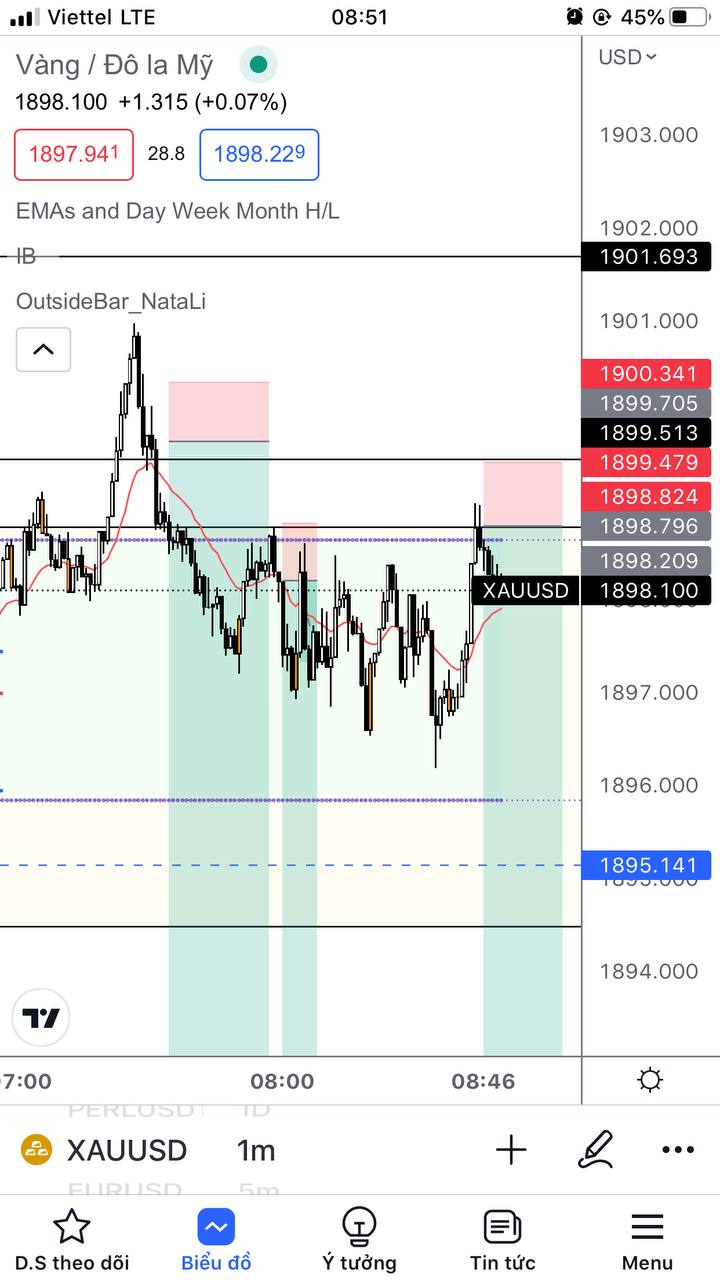 Viettel LTE 08:51 45%
Vàng / Đô la Mỹ USD
1898.100 +1.315 (+0.07%)
1897.941 28.8 1898.229
EMAs and Day Week Month H/L
IB
OutsideBar_NataLi
1903.000
1902.000
1901.693
1901.000
1900.341
1899.705
1899.513
1899.479
1898.824
1898.796
1898.209
XAUUSD 1898.100
1897.000
1896.000
1895.141
1894.000
7:00 08:00 08:46
PERLUSD 1D
XAUUSD 1m
EURUSD 5m
D.S theo dõi Biểu đồ Ý tưởng Tin tức Menu